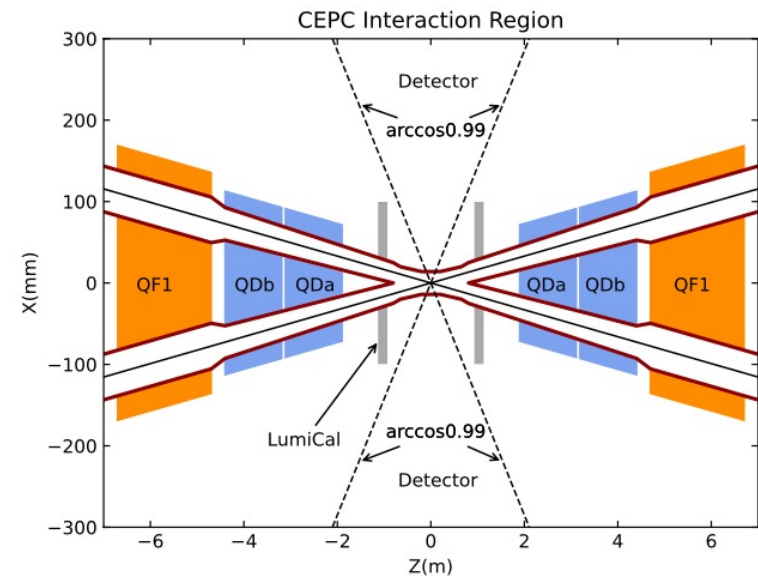 CEPC Interaction Region
300
200
100
0
−100
−200
−300
X(mm)
Detector
arccos0.99
QF1
QDb
QDa
QDa
QDb
QF1
LumiCal
arccos0.99
Detector
−6
−4
−2
0
2
4
6
Z(m)